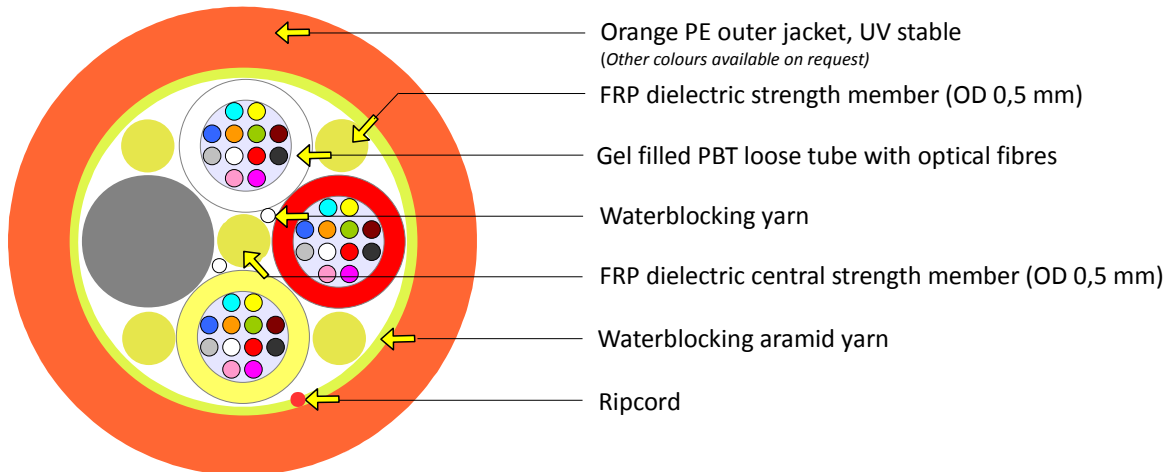 Orange PE outer jacket, UV stable
(Other colours available on request)
FRP dielectric strength member (OD 0,5 mm)
Gel filled PBT loose tube with optical fibres
Waterblocking yarn
FRP dielectric central strength member (OD 0,5 mm)
Waterblocking aramid yarn
Ripcord